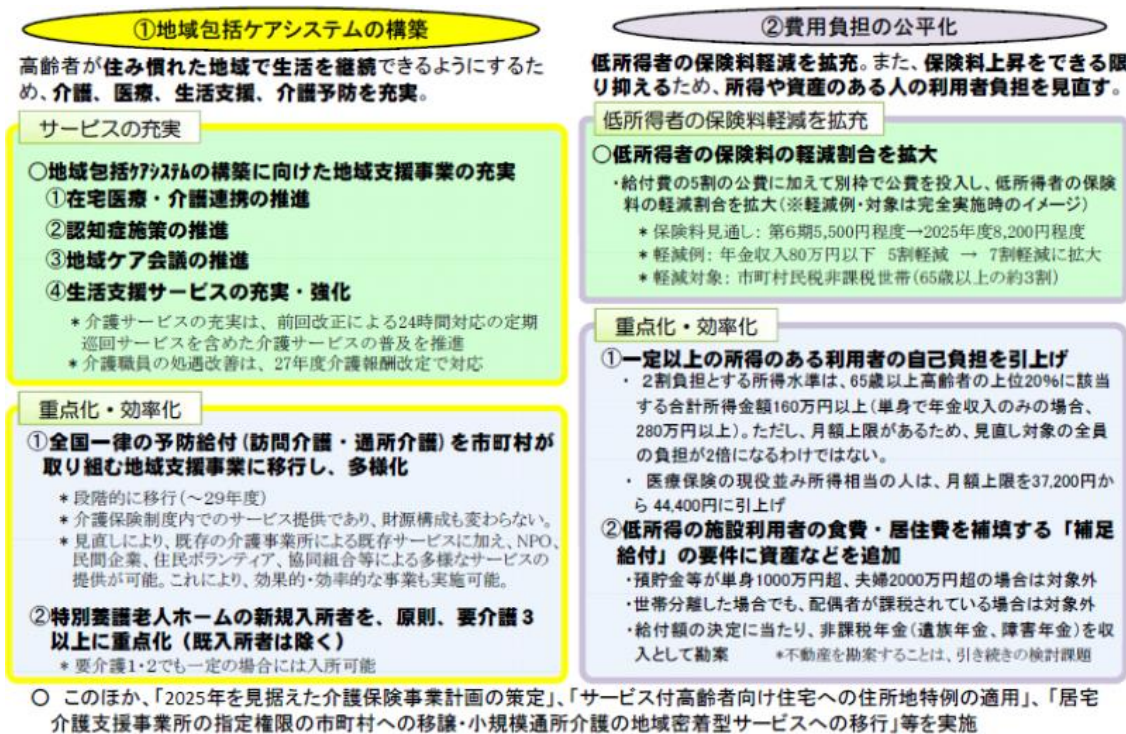 ①地域包括ケアシステムの構築
高齢者が住み慣れた地域で生活を継続できるようにするた
め、介護、医療、生活支援、介護予防を充実。
サービスの充実
○地域包括ケアシステムの構築に向けた地域支援事業の充実
①在宅医療・介護連携の推進
②認知症施策の推進
③地域ケア会議の推進
④生活支援サービスの充実・強化
＊介護サービスの充実は、前回改正による24時間対応の定期
巡回サービスを含めた介護サービスの普及を推進
＊介護職員の処遇改善は、27年度介護報酬改定で対応
重点化・効率化
①全国一律の予防給付（訪問介護・通所介護）を市町村が
取り組む地域支援事業に移行し、多様化
＊段階的に移行（～29年度）
＊介護保険制度内でのサービス提供であり、財源構成も変わらない。
＊見直しにより、既存の介護事業所による既存サービスに加え、NPO、
民間企業、住民ボランティア、協同組合等による多様なサービスの
提供が可能。これにより、効果的・効率的な事業も実施可能。
②特別養護老人ホームの新規入所者を、原則、要介護３
以上に重点化（既入所者は除く）
＊要介護1・2でも一定の場合には入所可能
②費用負担の公平化
低所得者の保険料軽減を拡充。また、保険料上昇をできる限
り抑えるため、所得や資産のある人の利用者負担を見直す。
低所得者の保険料軽減を拡充
○低所得者の保険料の軽減割合を拡大
・給付費の5割の公費に加えて別枠で公費を投入し、低所得者の保険
料の軽減割合を拡大（※軽減例・対象は完全実施時のイメージ）
＊保険料見通し：第6期5,500円程度→2025年度8,200円程度
＊軽減例：年金収入80万円以下 5割軽減 → 7割軽減に拡大
＊軽減対象：市町村民税非課税世帯（65歳以上の約3割）
重点化・効率化
①一定以上の所得のある利用者の自己負担を引上げ
・ ２割負担とする所得水準は、65歳以上高齢者の上位20%に該当
する合計所得金額160万円以上（単身で年金収入のみの場合、
280万円以上）。ただし、月額上限があるため、見直し対象の全員
の負担が2倍になるわけではない。
・ 医療保険の現役並み所得相当の人は、月額上限を37,200円か
ら 44,400円に引上げ
②低所得の施設利用者の食費・居住費を補填する「補足
給付」の要件に資産などを追加
・預貯金等が単身1000万円超、夫婦2000万円超の場合は対象外
・世帯分離した場合でも、配偶者が課税されている場合は対象外
・給付額の決定に当たり、非課税年金（遺族年金、障害年金）を収
入として勘案 ＊不動産を勘案することは、引き続きの検討課題
○ このほか、「2025年を見据えた介護保険事業計画の策定」、「サービス付高齢者向け住宅への住所地特例の適用」、「居宅
介護支援事業所の指定権限の市町村への移譲・小規模通所介護の地域密着型サービスへの移行」等を実施